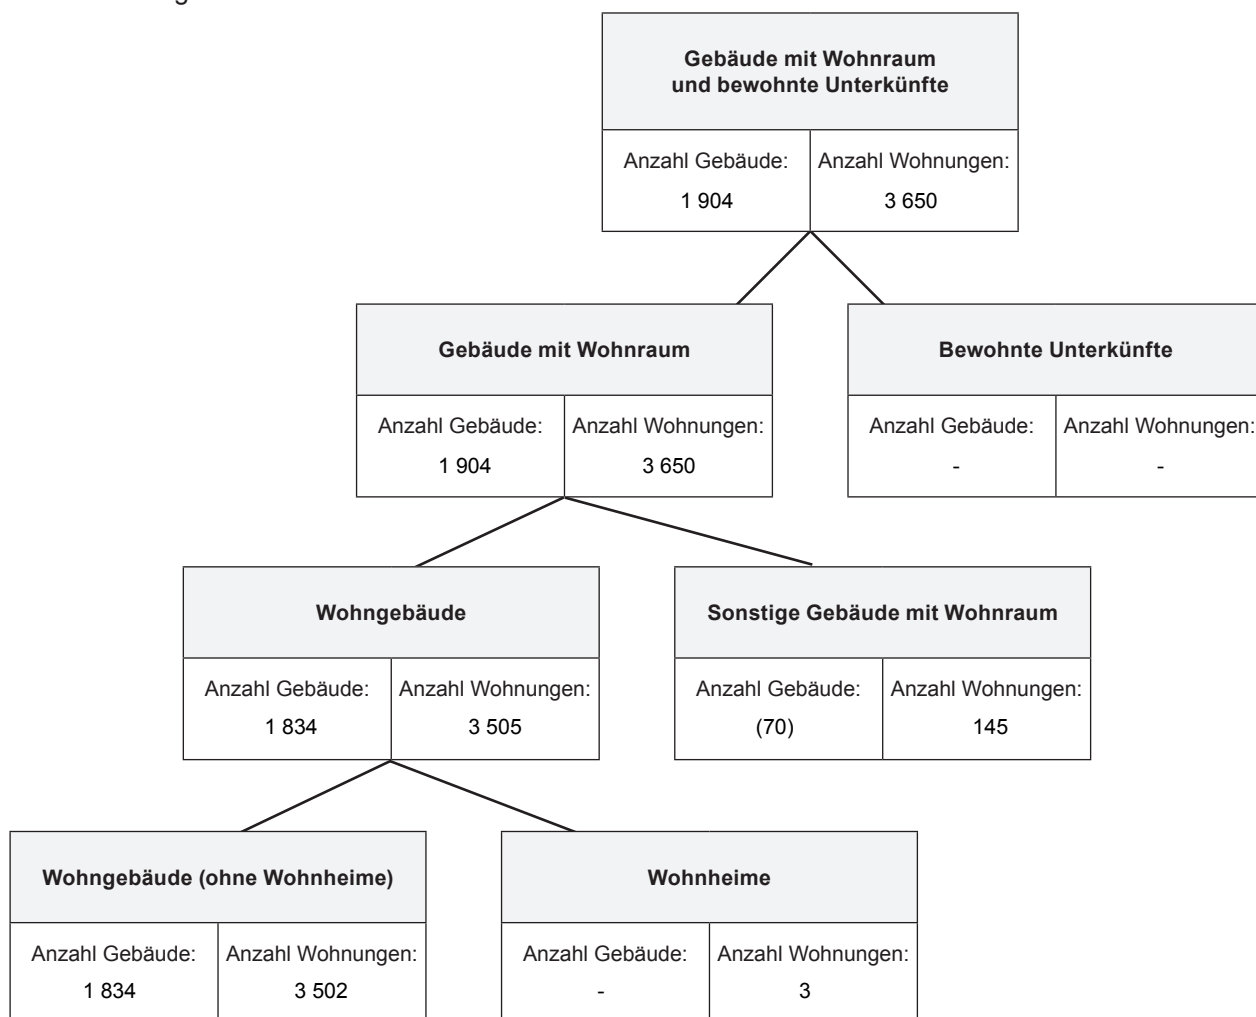 Gebäude mit Wohnraum
und bewohnte Unterkünfte
Anzahl Gebäude: Anzahl Wohnungen:
1 904 3 650
Gebäude mit Wohnraum
Anzahl Gebäude: Anzahl Wohnungen:
1 904 3 650
Bewohnte Unterkünfte
Anzahl Gebäude: Anzahl Wohnungen:
- -
Wohngebäude
Anzahl Gebäude: Anzahl Wohnungen:
1 834 3 505
Sonstige Gebäude mit Wohnraum
Anzahl Gebäude: Anzahl Wohnungen:
(70) 145
Wohngebäude (ohne Wohnheime)
Anzahl Gebäude: Anzahl Wohnungen:
1 834 3 502
Wohnheime
Anzahl Gebäude: Anzahl Wohnungen:
- 3